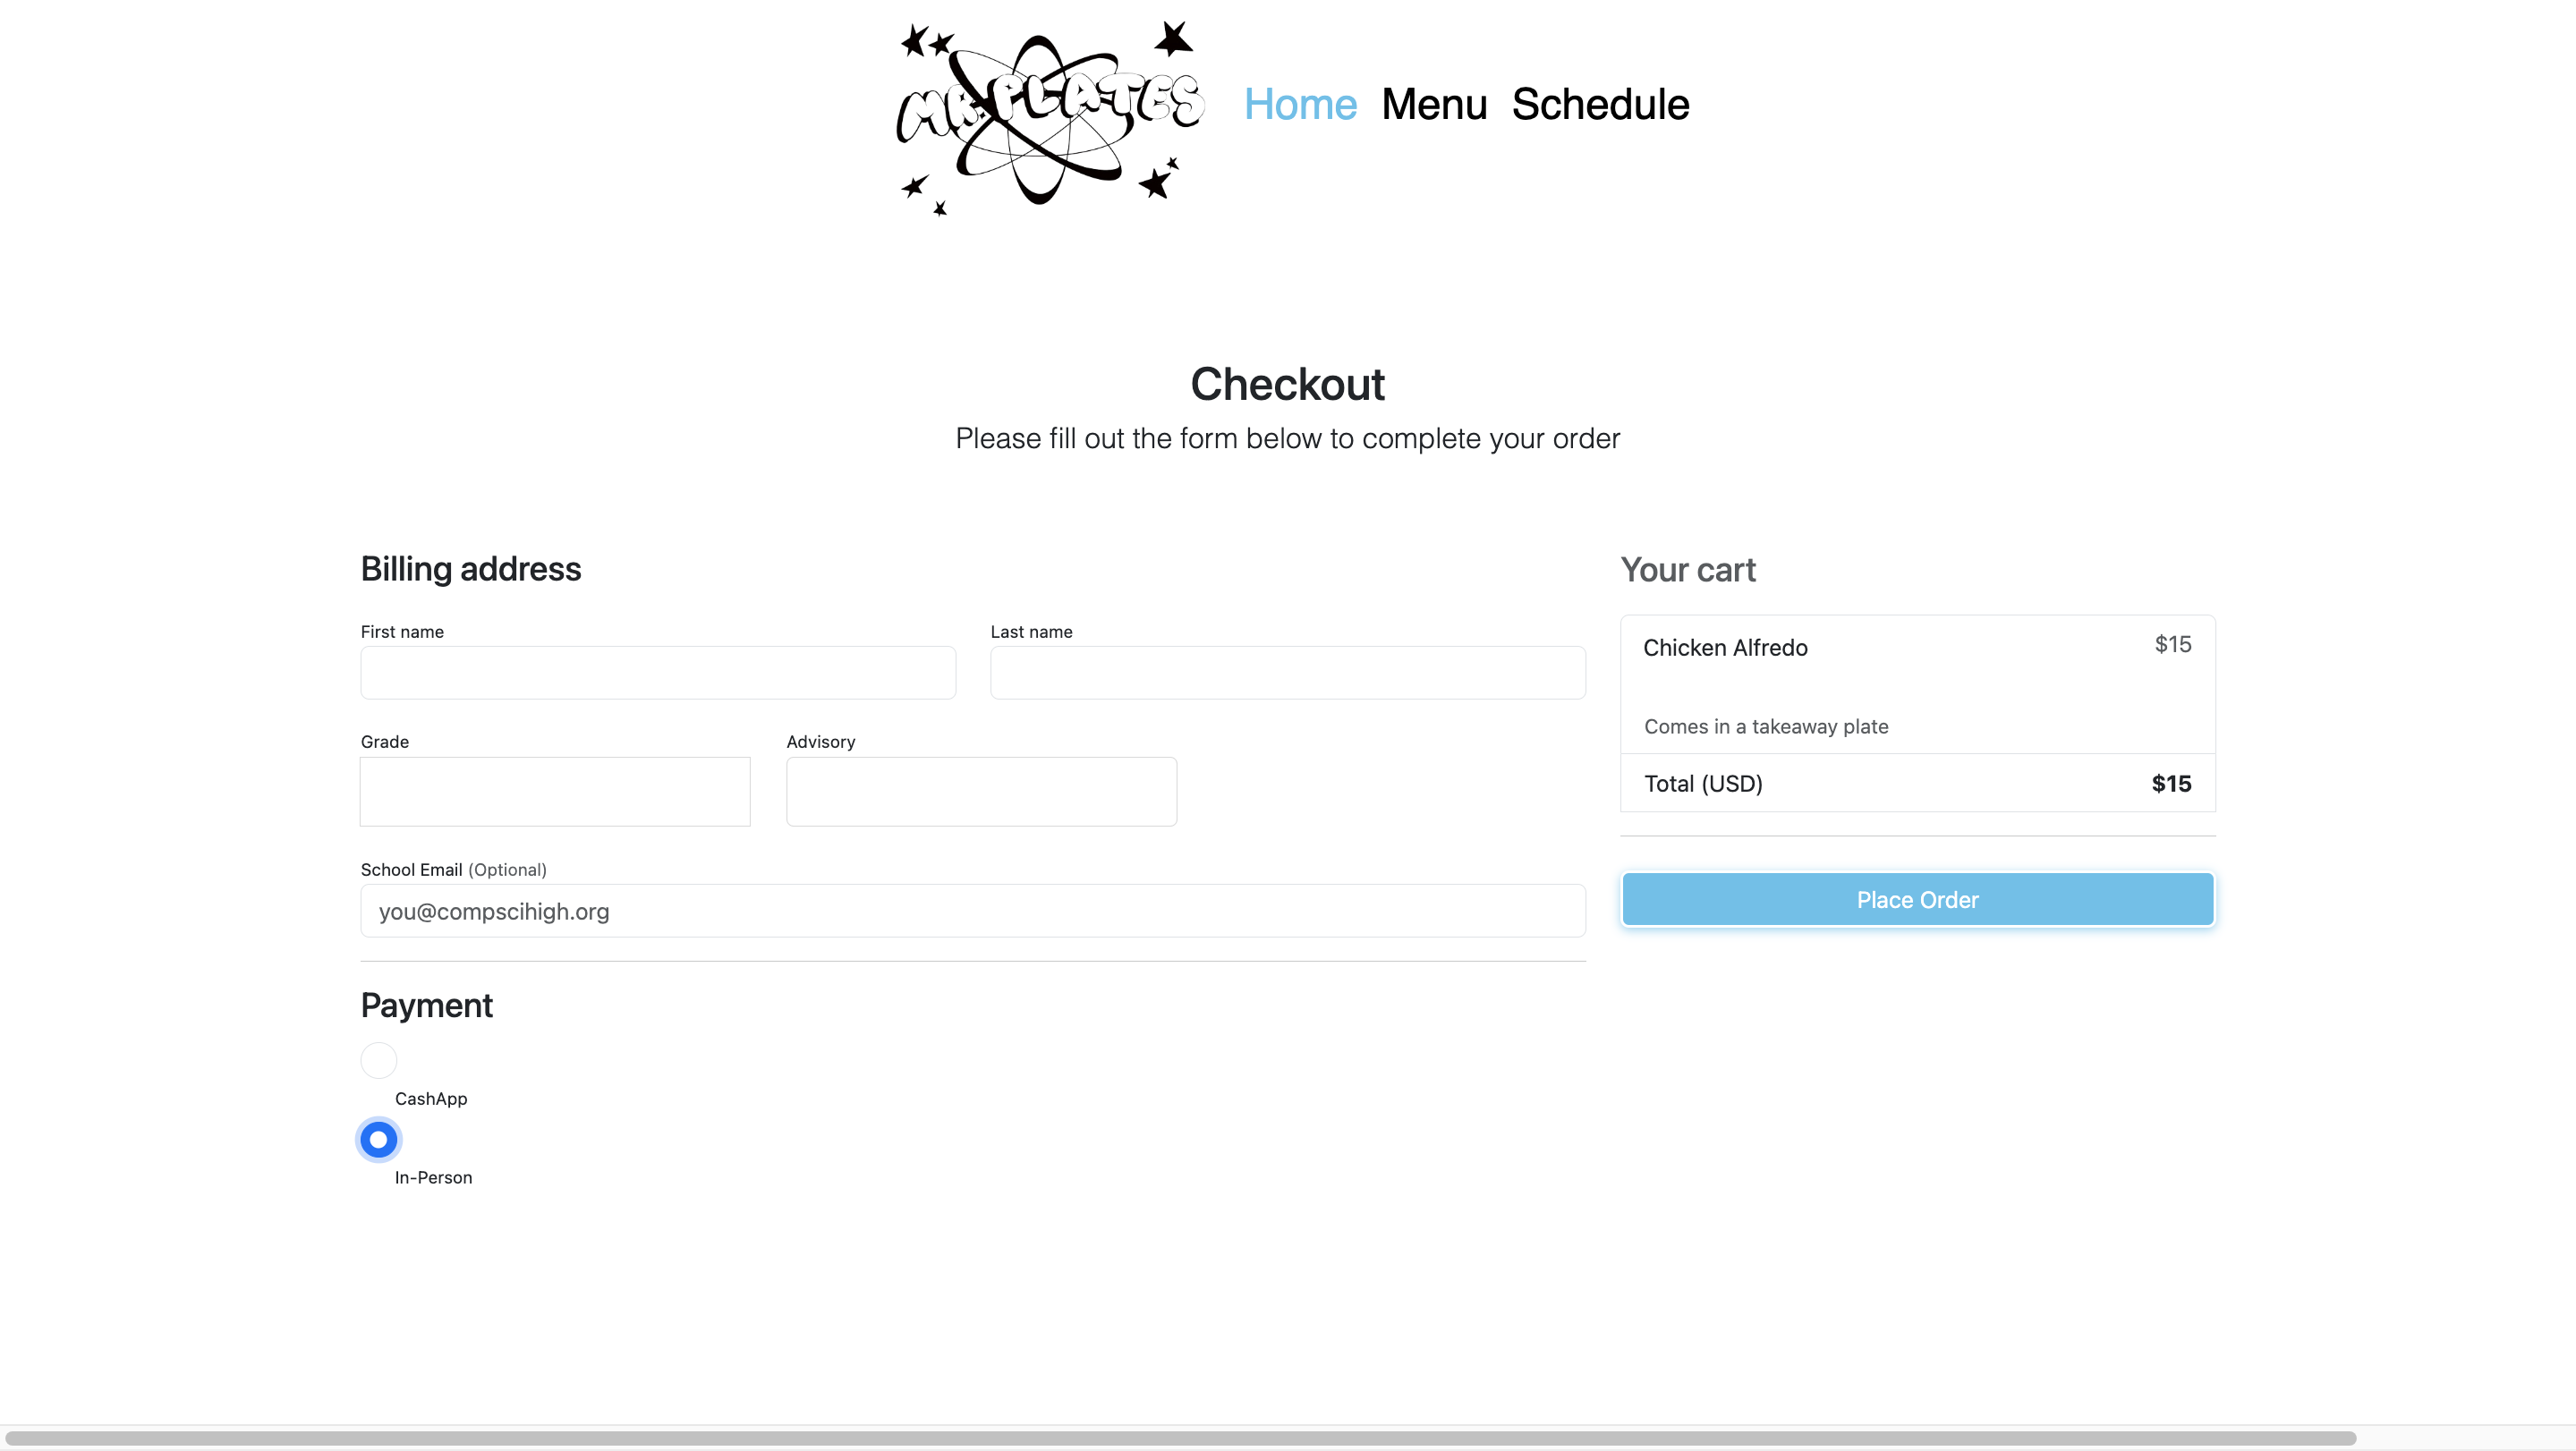 MR.PLATES
Home Menu Schedule
Checkout
Please fill out the form below to complete your order
Billing address
First name
Last name
Grade
Advisory
School Email (Optional)
you@compscihigh.org
Payment
CashApp
In-Person
Your cart
Chicken Alfredo $15
Comes in a takeaway plate
Total (USD) $15
Place Order